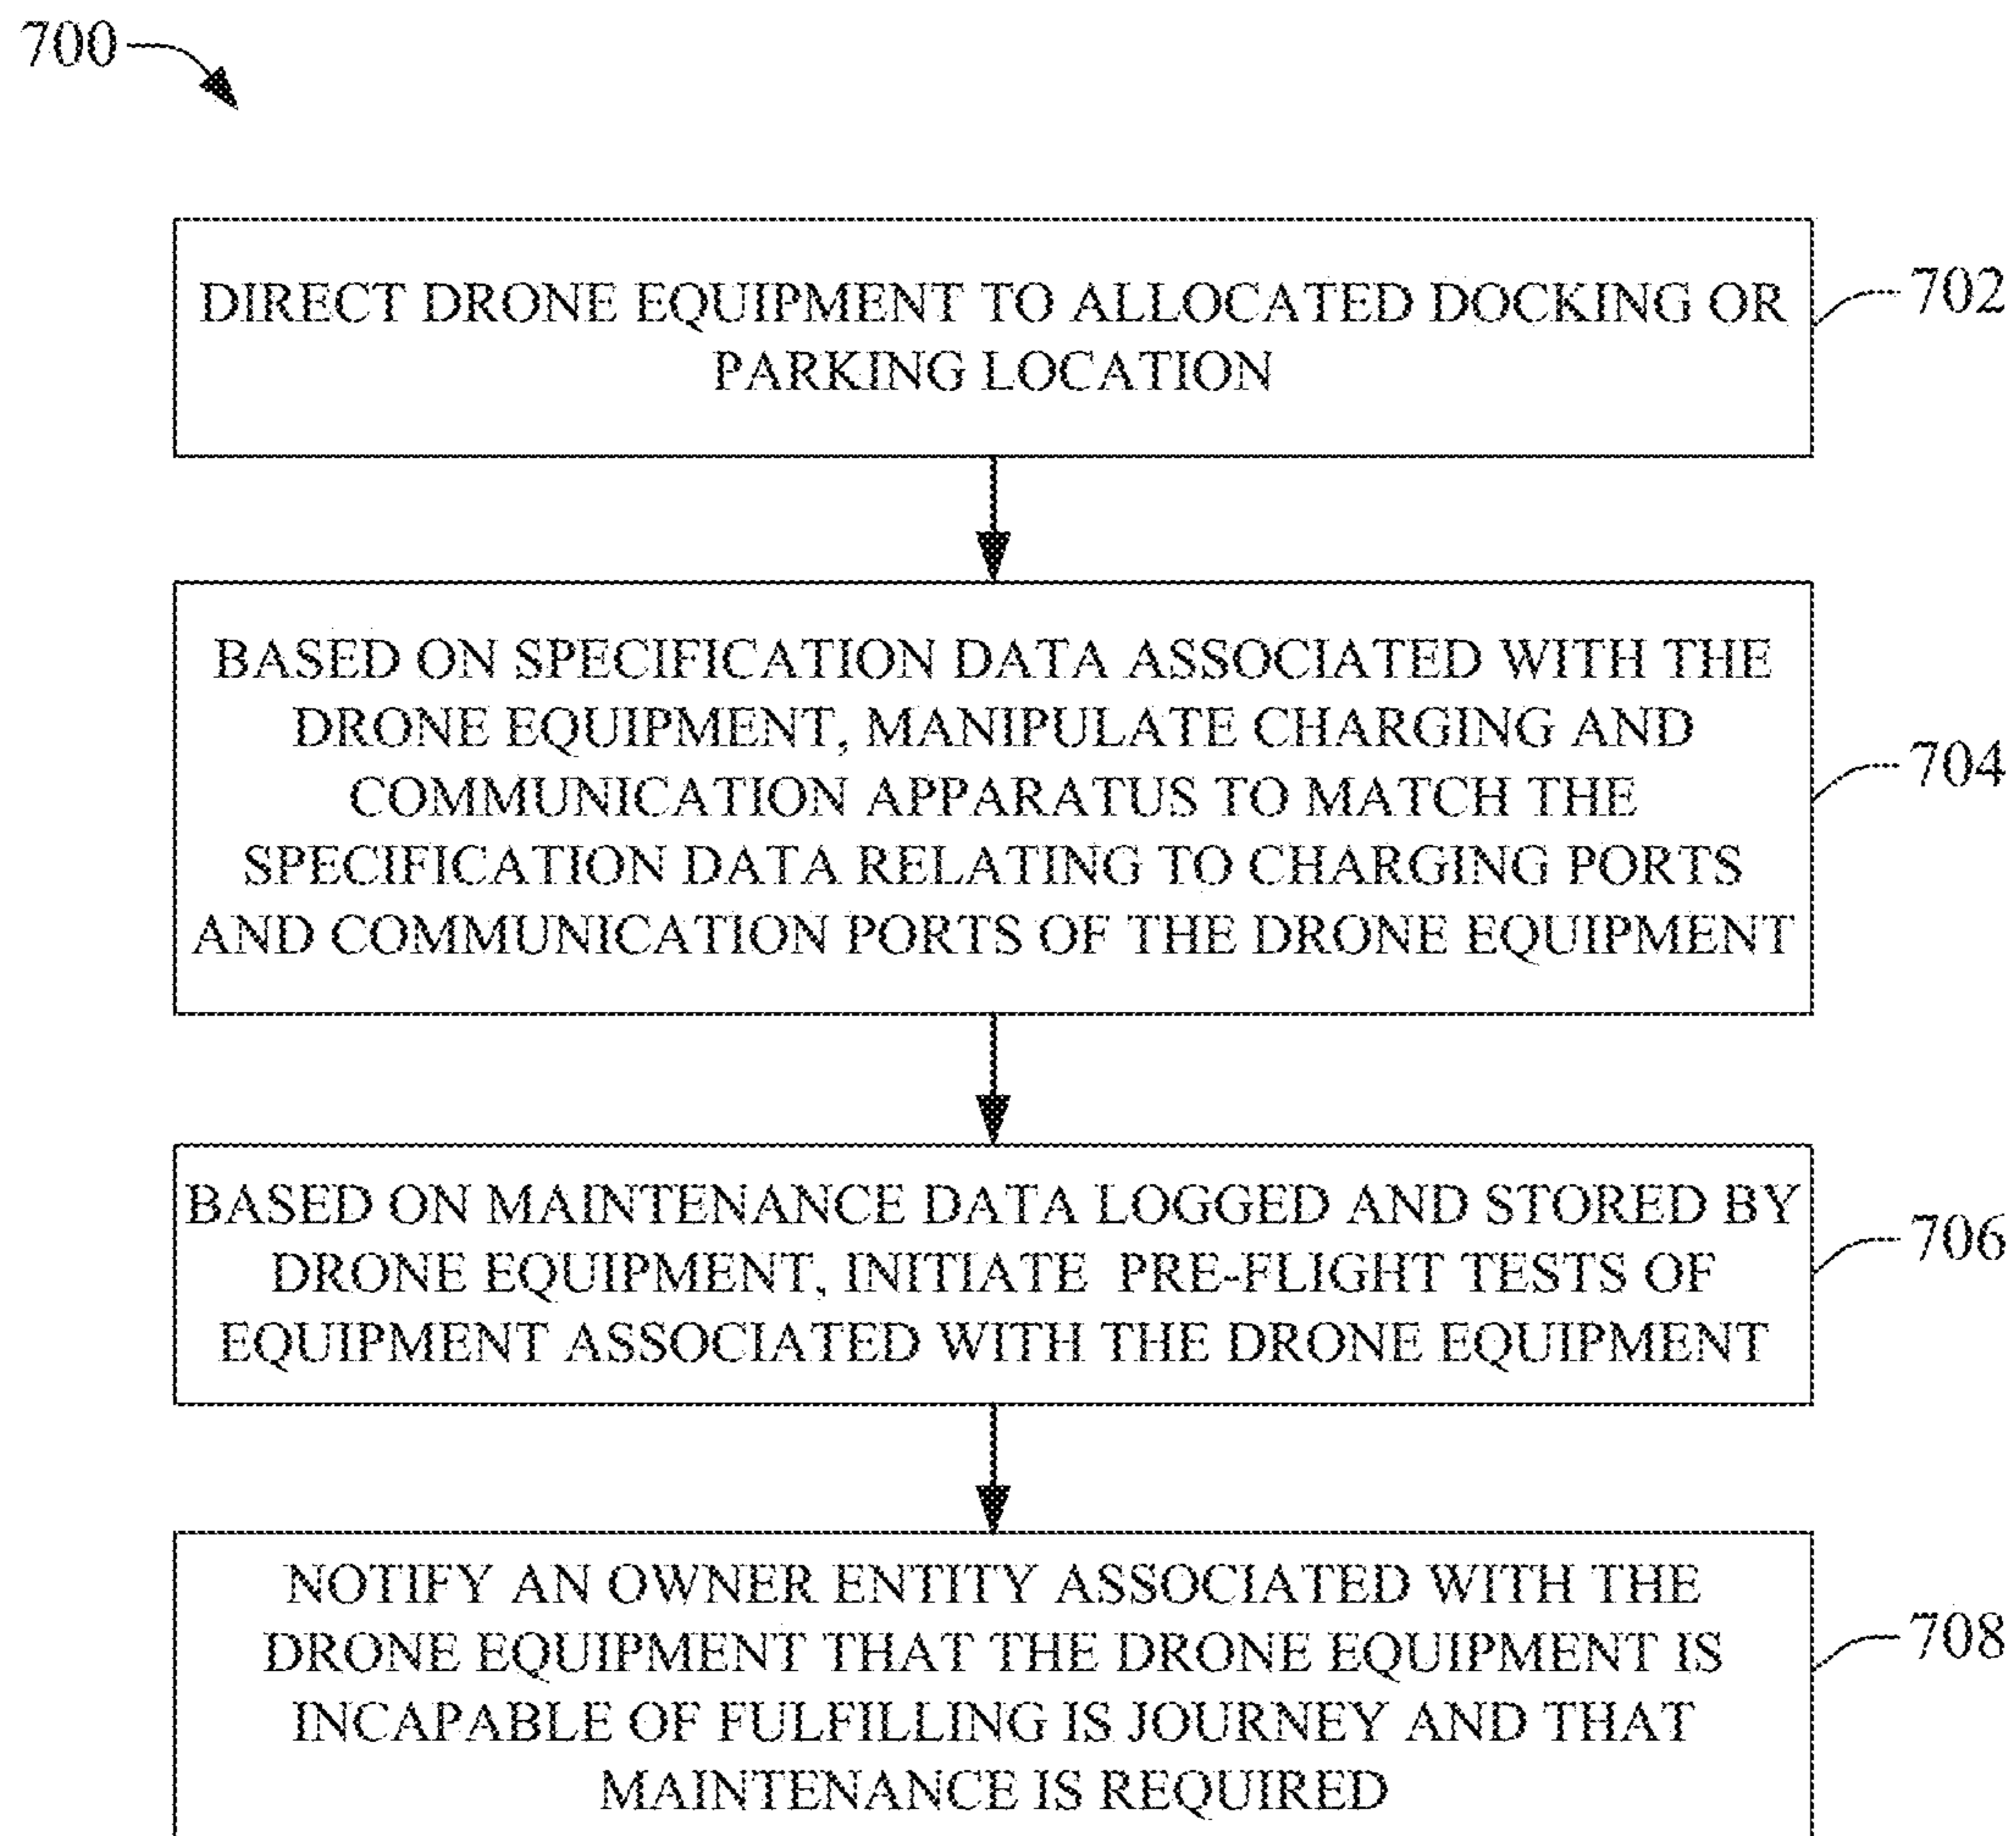 700
DIRECT DRONE EQUIPMENT TO ALLOCATED DOCKING OR
PARKING LOCATION
702
BASED ON SPECIFICATION DATA ASSOCIATED WITH THE
DRONE EQUIPMENT, MANIPULATE CHARGING AND
COMMUNICATION APPARATUS TO MATCH THE
SPECIFICATION DATA RELATING TO CHARGING PORTS
AND COMMUNICATION PORTS OF THE DRONE EQUIPMENT
704
BASED ON MAINTENANCE DATA LOGGED AND STORED BY
DRONE EQUIPMENT, INITIATE PRE-FLIGHT TESTS OF
EQUIPMENT ASSOCIATED WITH THE DRONE EQUIPMENT
706
NOTIFY AN OWNER ENTITY ASSOCIATED WITH THE
DRONE EQUIPMENT THAT THE DRONE EQUIPMENT IS
INCAPABLE OF FULFILLING IS JOURNEY AND THAT
MAINTENANCE IS REQUIRED
708